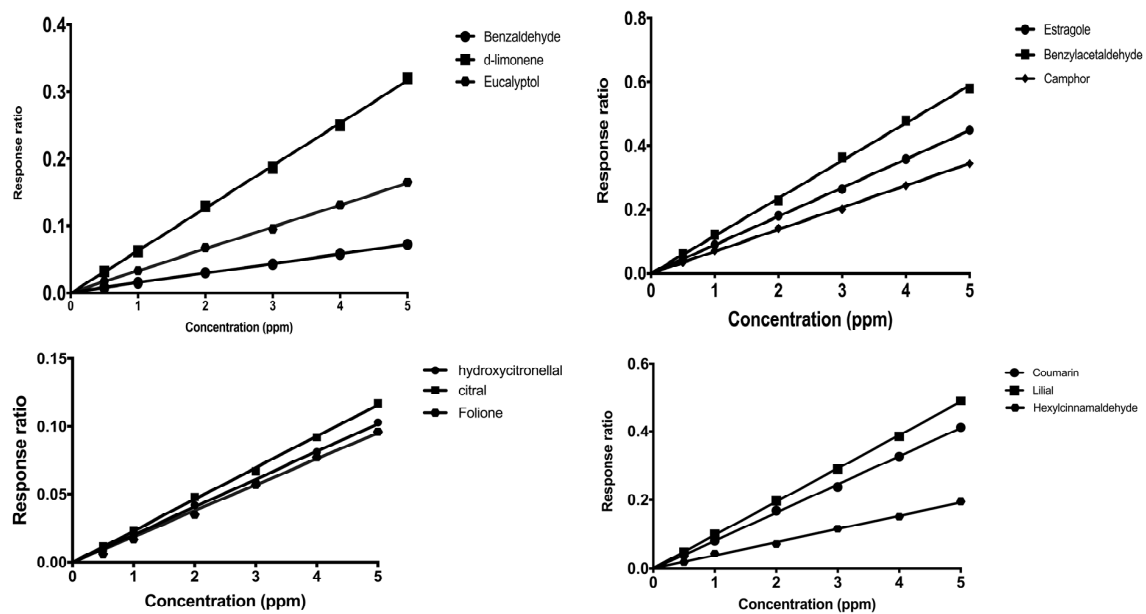 0.4
0.3
0.2
0.1
0.0
Response ratio
0 1 2 3 4 5
Concentration (ppm)
Benzaldehyde
d-limonene
Eucalyptol
0.8
0.6
0.4
0.2
0.0
Response ratio
0 1 2 3 4 5
Concentration (ppm)
Estragole
Benzylacetaldehyde
Camphor
0.15
0.10
0.05
0.00
Response ratio
0 1 2 3 4 5
Concentration (ppm)
hydroxycitronellal
citral
Folione
0.6
0.4
0.2
0.0
Response ratio
0 1 2 3 4 5
Concentration (ppm)
Coumarin
Lilial
Hexylcinnamaldehyde